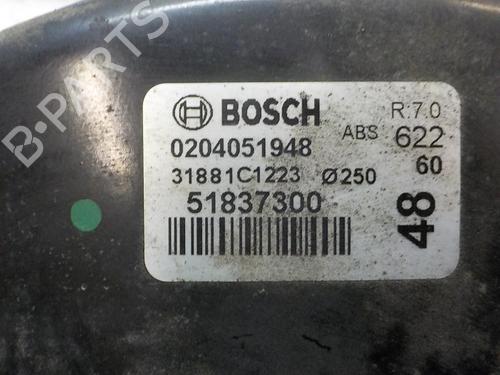 BOSCH
R.7.0
0204051948
ABS 622
31881C1223 Ø250
60
51837300
48
B-PARTS